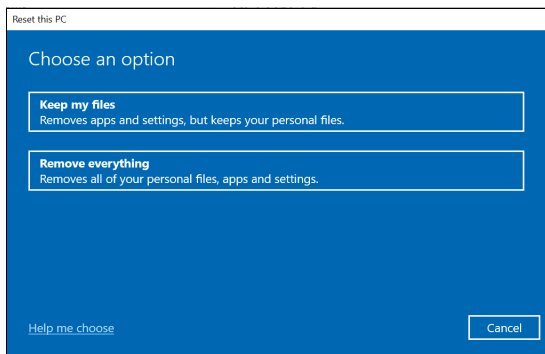 Reset this PC
Choose an option
Keep my files
Removes apps and settings, but keeps your personal files.
Remove everything
Removes all of your personal files, apps and settings.
Help me choose
Cancel